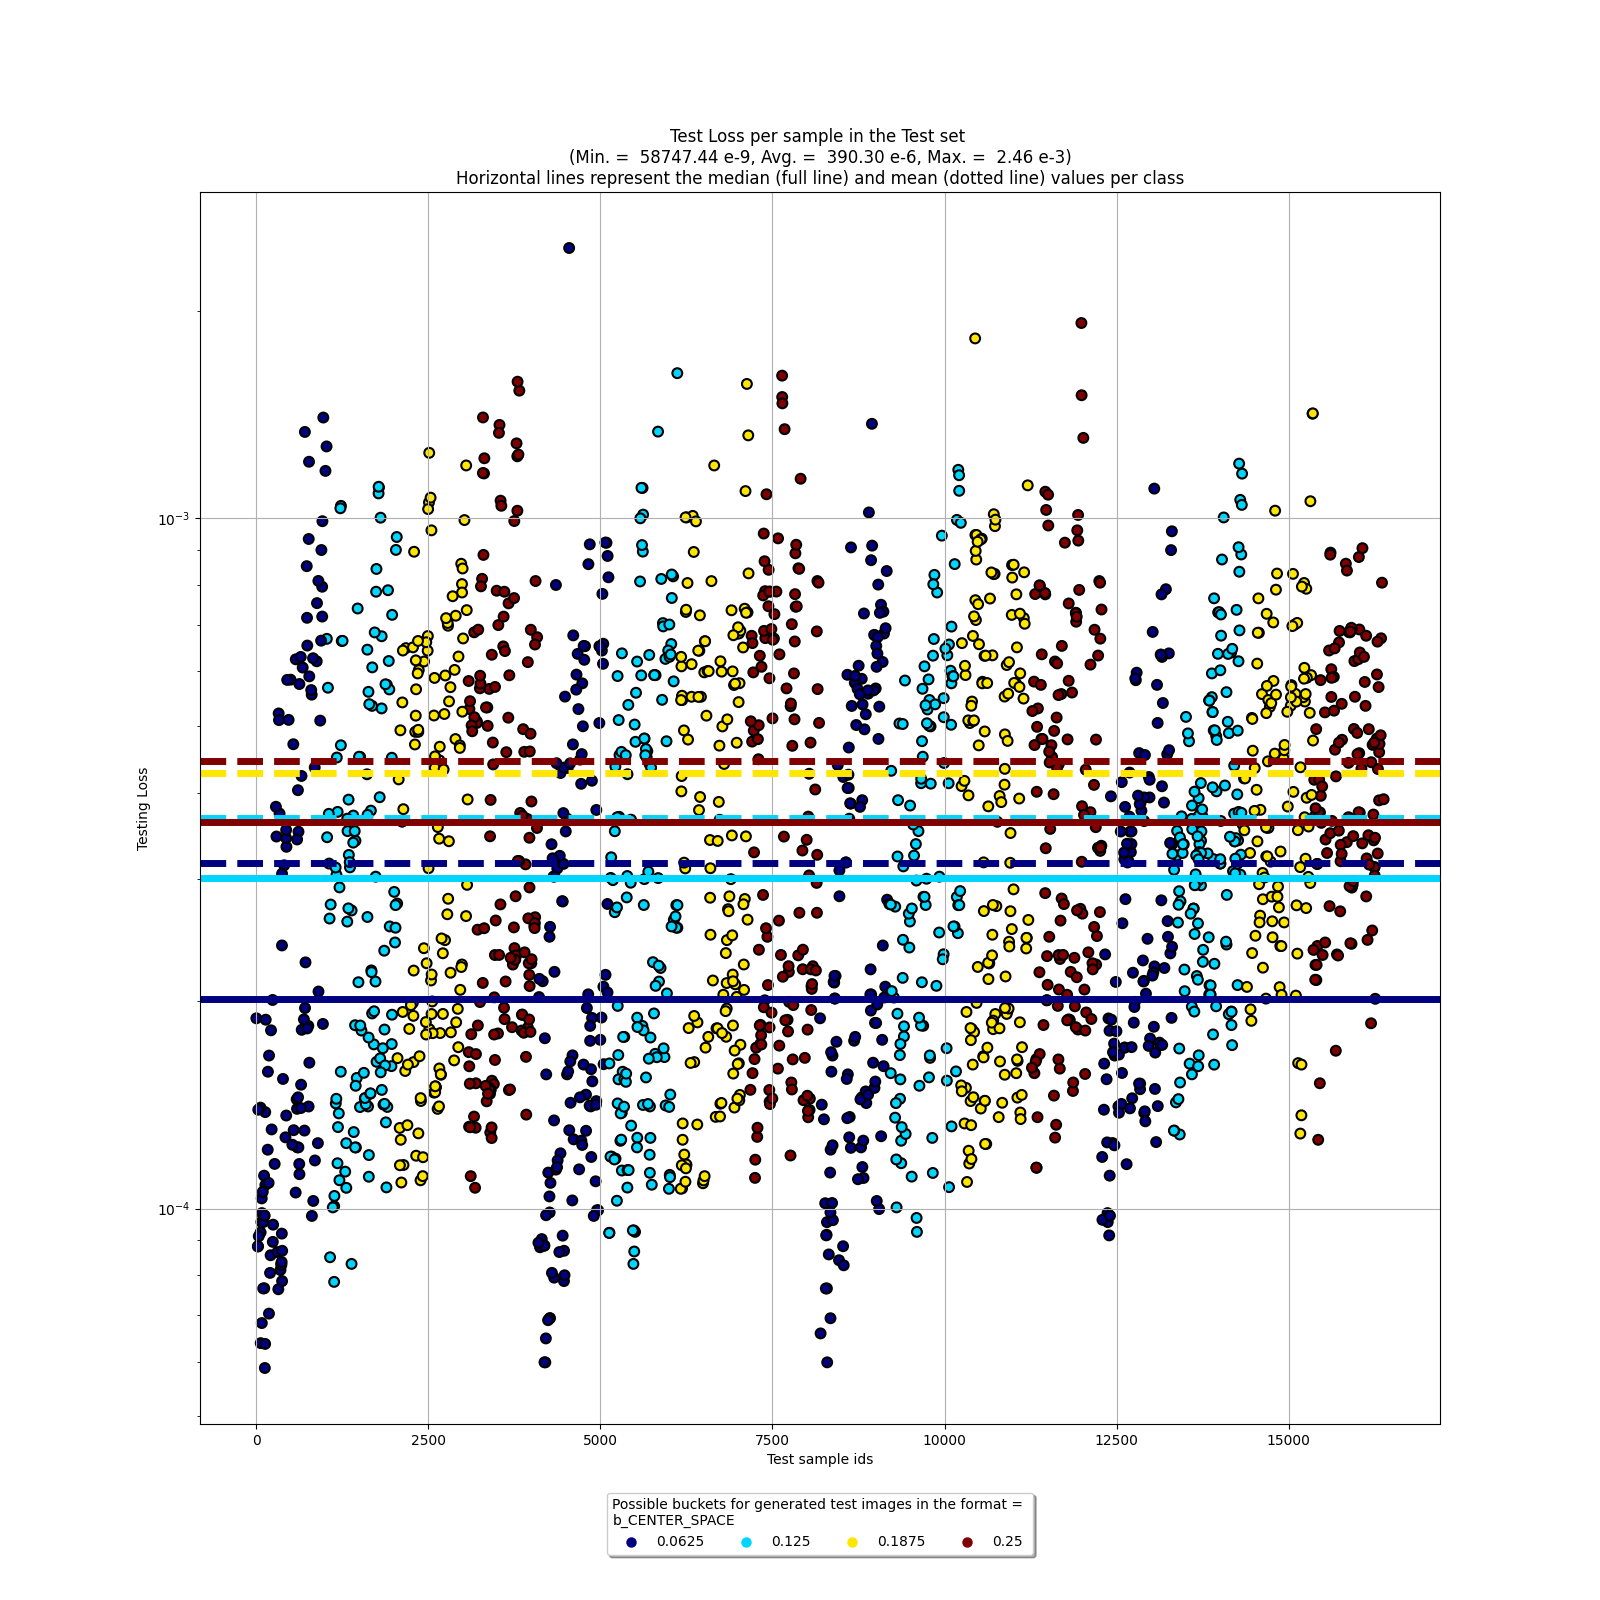 Test Loss per sample in the Test set
(Min. = 58747.44 e-9, Avg. = 390.30 e-6, Max. = 2.46 e-3)
Horizontal lines represent the median (full line) and mean (dotted line) values per class
10⁻³
10⁻⁴
Testing Loss
0 2500 5000 7500 10000 12500 15000
Test sample ids
Possible buckets for generated test images in the format =
b_CENTER_SPACE
0.0625 0.125 0.1875 0.25